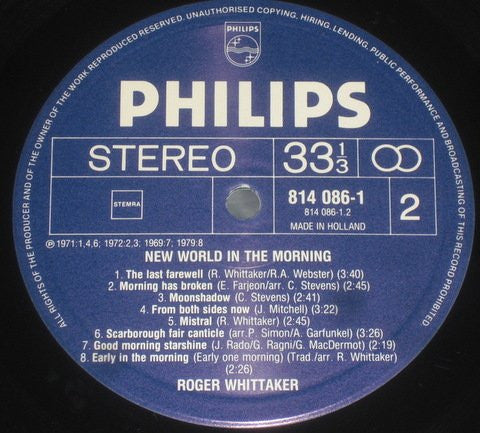 ALL RIGHTS OF THE PRODUCER AND OF THE OWNER OF THE WORK REPRODUCED RESERVED. UNAUTHORISED COPYING, HIRING, LENDING, PUBLIC PERFORMANCE AND BROADCASTING OF THIS RECORD PROHIBITED
PHILIPS
PHILIPS
STEREO 33 1/3
STEMRA 814 086-1 2
814 086-1.2
MADE IN HOLLAND
℗ 1971:1,4,6; 1972:2,3; 1969:7; 1979:8
NEW WORLD IN THE MORNING
1. The last farewell (R. Whittaker/R.A. Webster) (3:40)
2. Morning has broken (E. Farjeon/arr. C. Stevens) (2:45)
3. Moonshadow (C. Stevens) (2:41)
4. From both sides now (J. Mitchell) (3:22)
5. Mistral (R. Whittaker) (2:45)
6. Scarborough fair canticle (arr.P. Simon/A. Garfunkel) (3:26)
7. Good morning starshine (J. Rado/G. Ragni/G. MacDermot) (2:19)
8. Early in the morning (Early one morning) (Trad./arr. R. Whittaker)
(2:26)
ROGER WHITTAKER